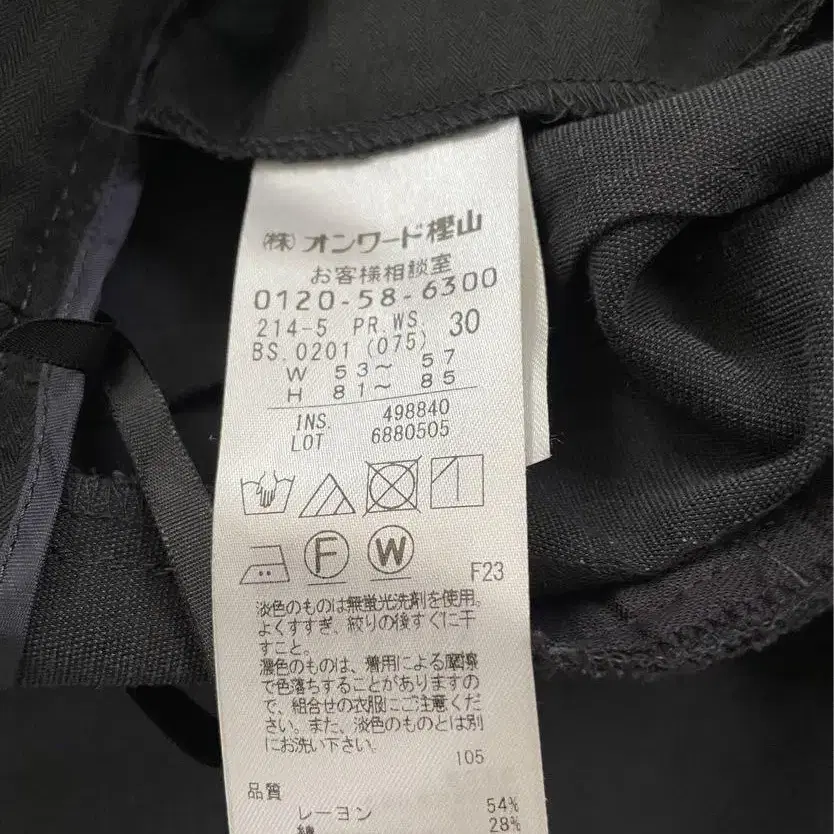 (株)オンワード樫山
お客様相談室
0120-58-6300
214-5 PR.WS. 30
BS.0201 (075)
W 53〜 57
H 81〜 85
INS. 498840
LOT 6880505
F W
F23
淡色のものは無蛍光洗剤を使用。
よくすすぎ、絞りの後すぐに干
すこと。
濃色のものは、着用による摩擦
で色落ちすることがありますの
で、組合せの衣服にご注意くだ
さい。また、淡色のものとは別
にお洗い下さい。
105
品質
レーヨン 54%
綿 28%